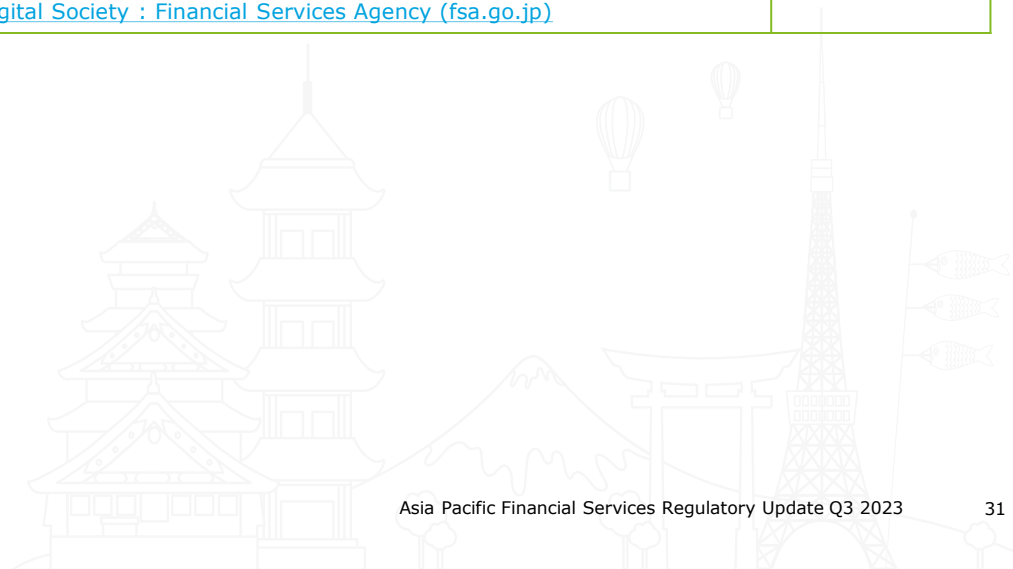 gital Society : Financial Services Agency (fsa.go.jp)
Asia Pacific Financial Services Regulatory Update Q3 2023 31